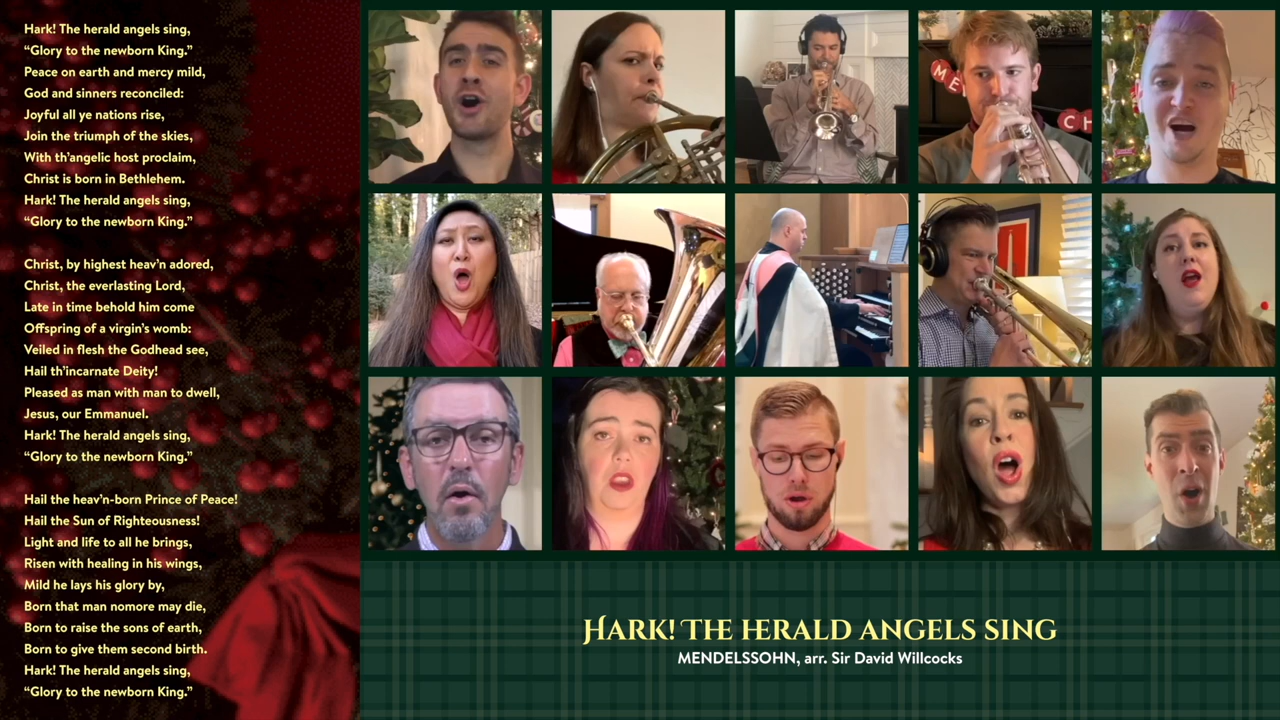 Hark! The herald angels sing,
“Glory to the newborn King.”
Peace on earth and mercy mild,
God and sinners reconciled:
Joyful all ye nations rise,
Join the triumph of the skies,
With th’angelic host proclaim,
Christ is born in Bethlehem.
Hark! The herald angels sing,
“Glory to the newborn King.”
Christ, by highest heav’n adored,
Christ, the everlasting Lord,
Late in time behold him come
Offspring of a virgin’s womb:
Veiled in flesh the Godhead see,
Hail th’incarnate Deity!
Pleased as man with man to dwell,
Jesus, our Emmanuel.
Hark! The herald angels sing,
“Glory to the newborn King.”
Hail the heav’n-born Prince of Peace!
Hail the Sun of Righteousness!
Light and life to all he brings,
Risen with healing in his wings,
Mild he lays his glory by,
Born that man nomore may die,
Born to raise the sons of earth,
Born to give them second birth.
Hark! The herald angels sing,
“Glory to the newborn King.”
ME
CH
HARK! THE HERALD ANGELS SING
MENDELSSOHN, arr. Sir David Willcocks